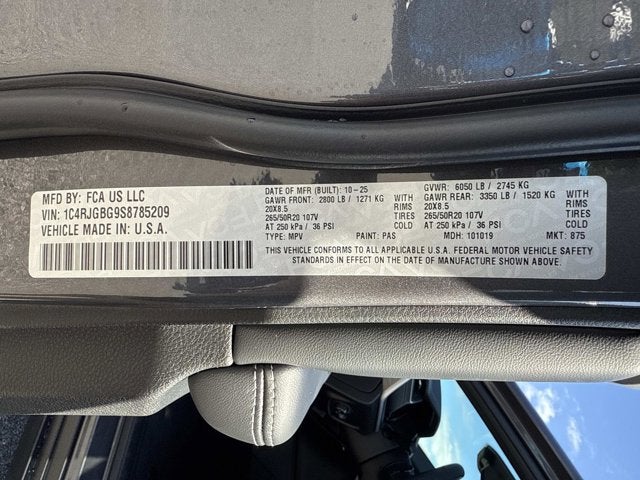 MFD BY: FCA US LLC
VIN: 1C4RJGBG9S8785209
VEHICLE MADE IN: U.S.A.
DATE OF MFR (BUILT): 10-25
GAWR FRONT: 2800 LB / 1271 KG
20X8.5 RIMS
265/50R20 107V TIRES
AT 250 kPa / 36 PSI COLD
TYPE: MPV PAINT: PAS
GVWR: 6050 LB / 2745 KG
GAWR REAR: 3350 LB / 1520 KG
20X8.5 RIMS
265/50R20 107V TIRES
AT 250 kPa / 36 PSI COLD
MDH: 101019 MKT: 875
THIS VEHICLE CONFORMS TO ALL APPLICABLE U.S.A. FEDERAL MOTOR VEHICLE SAFETY
STANDARDS IN EFFECT ON THE DATE OF MANUFACTURE SHOWN ABOVE.